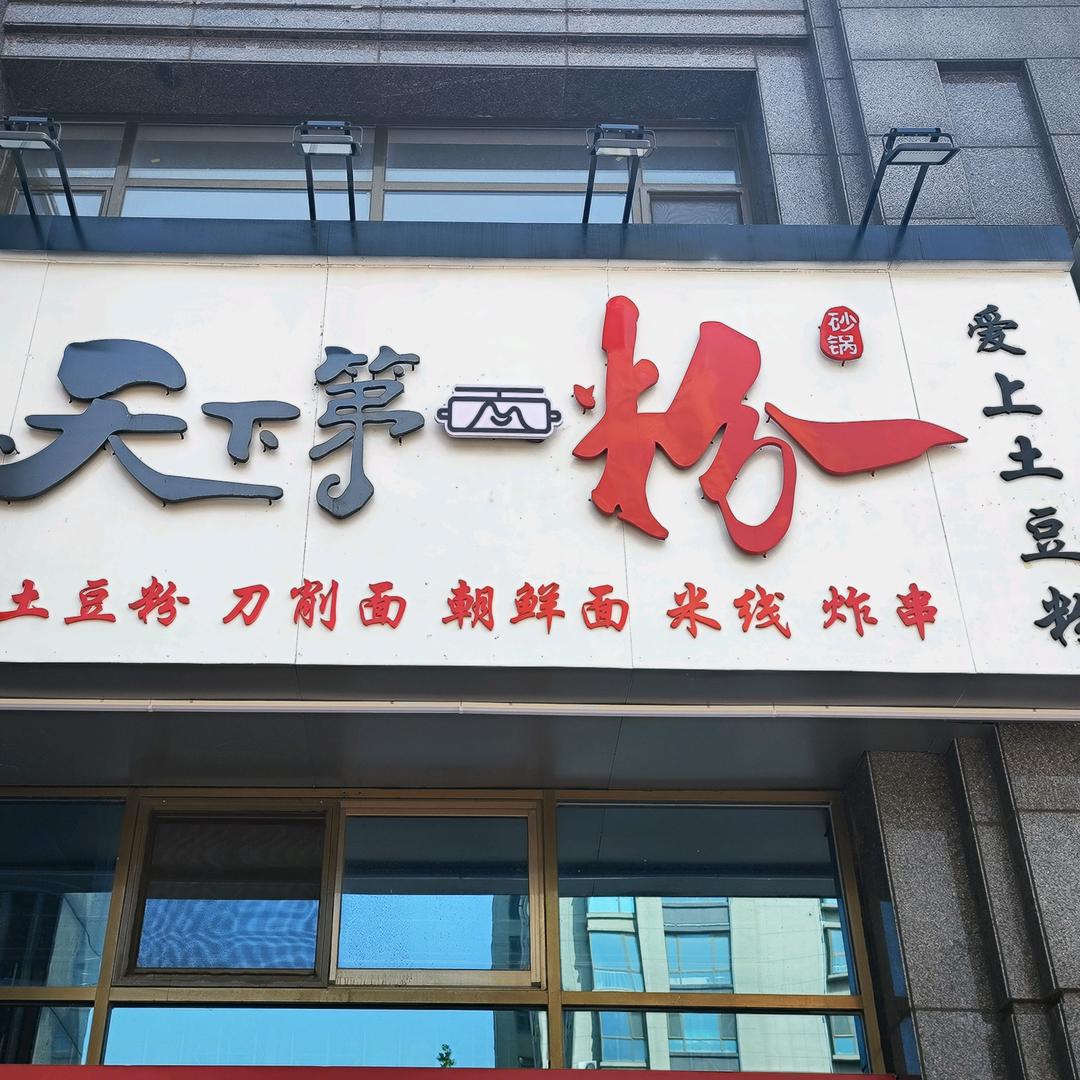 天下第一粉
砂锅
土豆粉 刀削面 朝鲜面 米线 炸串
爱上土豆粉